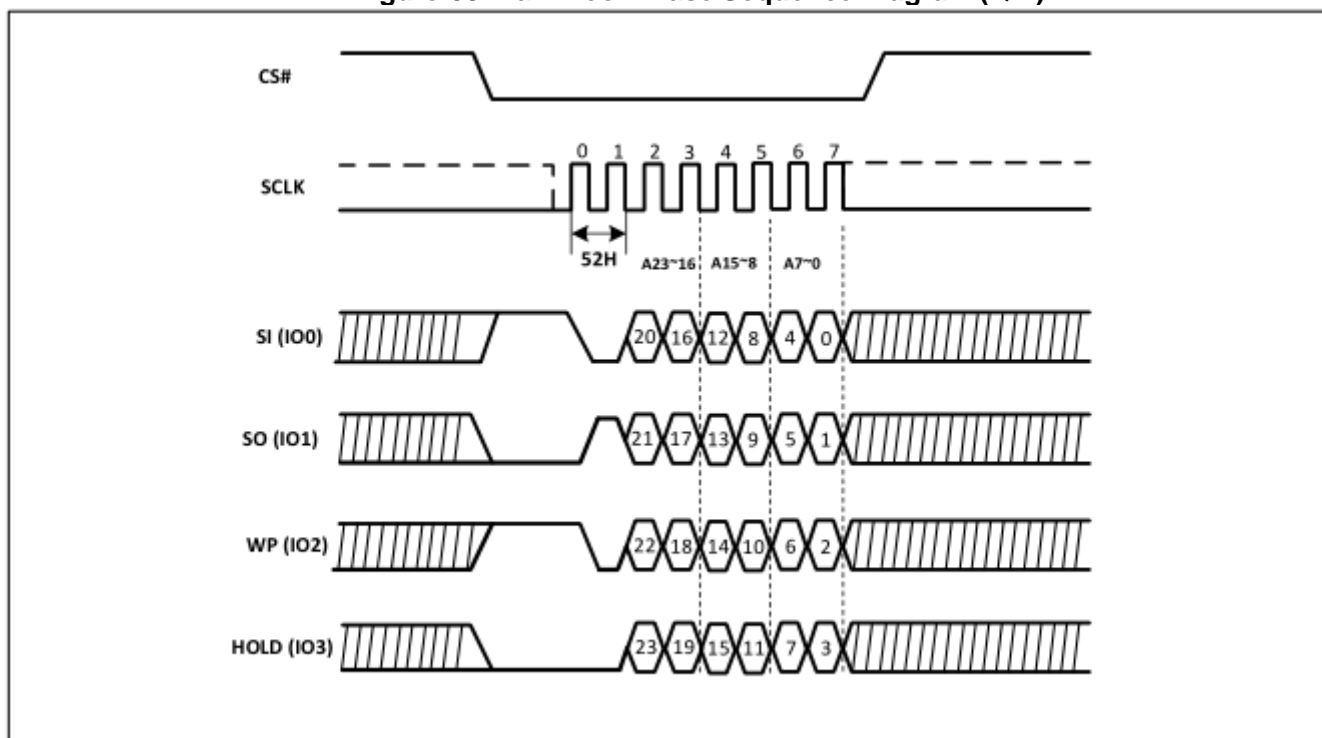 CS#
0 1 2 3 4 5 6 7
SCLK
52H A23~16 A15~8 A7~0
SI (IO0) 20 16 12 8 4 0
SO (IO1) 21 17 13 9 5 1
WP (IO2) 22 18 14 10 6 2
HOLD (IO3) 23 19 15 11 7 3